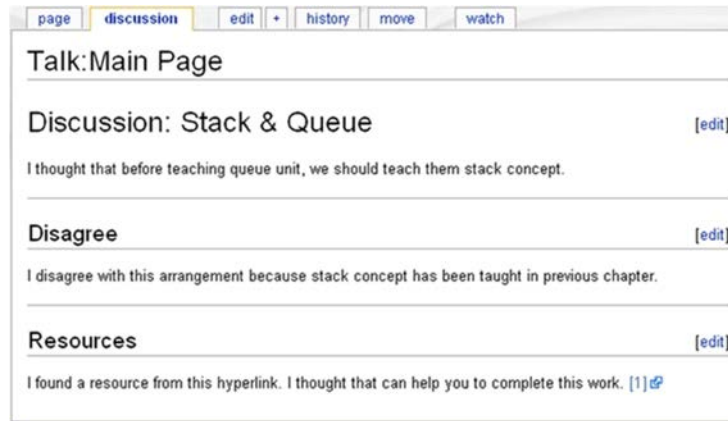 page discussion edit + history move watch
Talk:Main Page
Discussion: Stack & Queue [edit]
I thought that before teaching queue unit, we should teach them stack concept.
Disagree [edit]
I disagree with this arrangement because stack concept has been taught in previous chapter.
Resources [edit]
I found a resource from this hyperlink. I thought that can help you to complete this work. [1]